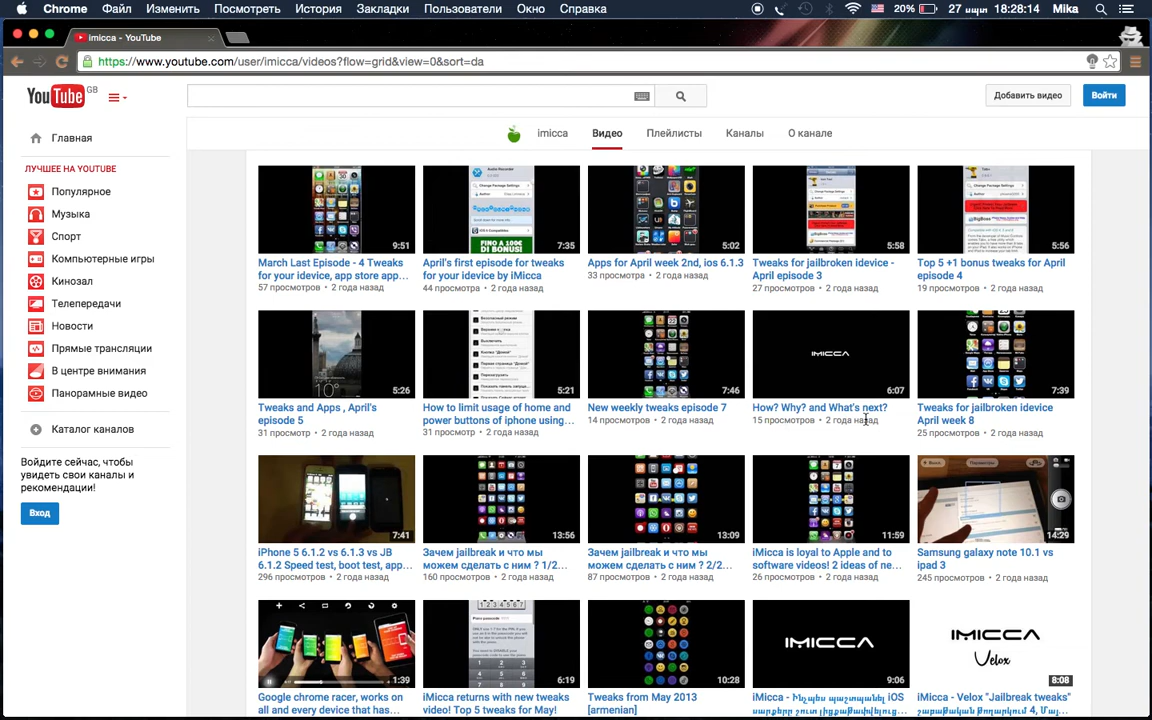 Chrome Файл Изменить Посмотреть История Закладки Пользователи Окно Справка 20% 27 սպտ 18:28:14 Mika
imicca - YouTube
https://www.youtube.com/user/imicca/videos?flow=grid&view=0&sort=da
YouTube GB
Добавить видео Войти
imicca Видео Плейлисты Каналы О канале
Главная
ЛУЧШЕЕ НА YOUTUBE
Популярное
Музыка
Спорт
Компьютерные игры
Кинозал
Телепередачи
Новости
Прямые трансляции
В центре внимания
Панорамные видео
Каталог каналов
Войдите сейчас, чтобы
увидеть свои каналы и
рекомендации!
Вход
9:51 7:35 5:02 5:58 5:56
March Last Episode - 4 Tweaks
for your idevice, app store app...
57 просмотров • 2 года назад
April's first episode for tweaks
for your idevice by iMicca
44 просмотра • 2 года назад
Apps for April week 2nd, ios 6.1.3
33 просмотра • 2 года назад
Tweaks for jailbroken idevice -
April episode 3
27 просмотров • 2 года назад
Top 5 +1 bonus tweaks for April
episode 4
19 просмотров • 2 года назад
10°
IMICCA
5:26 5:21 7:46 6:07 7:39
Tweaks and Apps , April's
episode 5
31 просмотр • 2 года назад
How to limit usage of home and
power buttons of iphone using...
31 просмотр • 2 года назад
New weekly tweaks episode 7
14 просмотров • 2 года назад
How? Why? and What's next?
15 просмотров • 2 года назад
Tweaks for jailbroken idevice
April week 8
25 просмотров • 2 года назад
7:41 13:56 13:09 11:59 14:29
iPhone 5 6.1.2 vs 6.1.3 vs JB
6.1.2 Speed test, boot test, app...
296 просмотров • 2 года назад
Зачем jailbreak и что мы
можем сделать с ним ? 1/2...
160 просмотров • 2 года назад
Зачем jailbreak и что мы
можем сделать с ним ? 2/2...
87 просмотров • 2 года назад
iMicca is loyal to Apple and to
software videos! 2 ideas of ne...
26 просмотров • 2 года назад
Samsung galaxy note 10.1 vs
ipad 3
245 просмотров • 2 года назад
IMICCA
IMICCA
Velox
1:39 6:19 10:28 9:06 8:08
Google chrome racer, works on
all and every device that has...
iMicca returns with new tweaks
video! Top 5 tweaks for May!
Tweaks from May 2013
[armenian]
iMicca - Ինչպես պաշտպանել iOS
iMicca - Velox "Jailbreak tweaks"